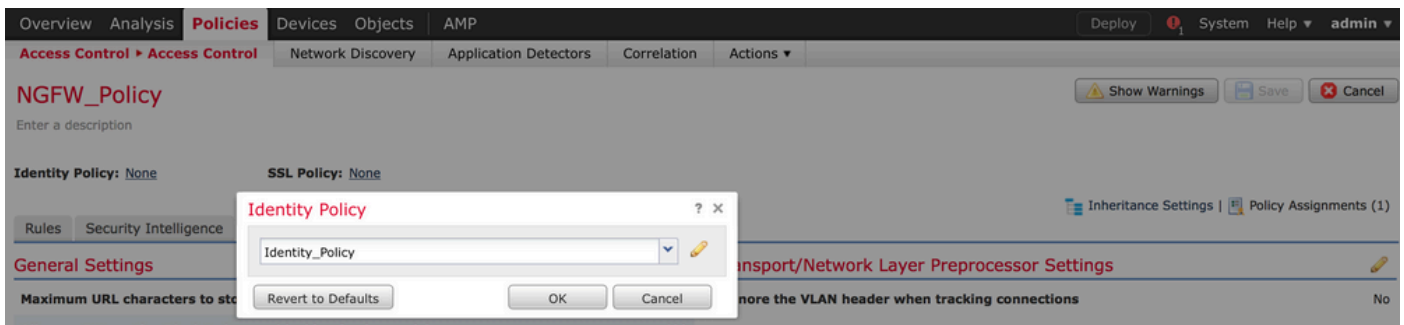 Overview Analysis Policies Devices Objects AMP Deploy 1 System Help admin
Access Control Access Control Network Discovery Application Detectors Correlation Actions
NGFW_Policy Show Warnings Save Cancel
Enter a description
Identity Policy: None SSL Policy: None
Identity Policy ? ×
Inheritance Settings | Policy Assignments (1)
Rules Security Intelligence
Identity_Policy
General Settings ansport/Network Layer Preprocessor Settings
Maximum URL characters to sto Revert to Defaults OK Cancel nore the VLAN header when tracking connections No